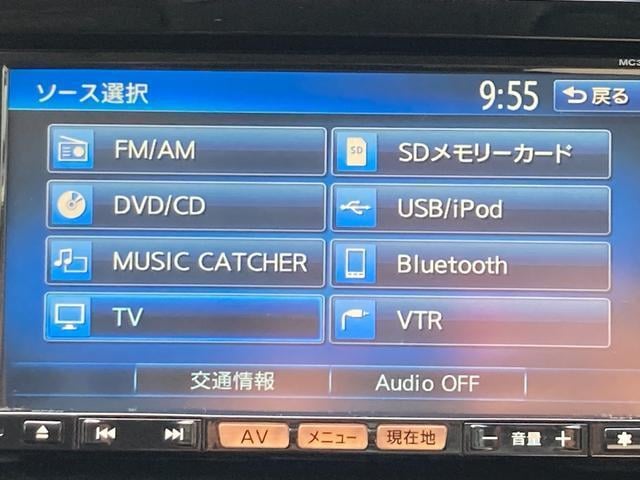 MC3
ソース選択
9:55
戻る
FM/AM
SDメモリーカード
SD
DVD/CD
USB/iPod
MUSIC CATCHER
Bluetooth
TV
VTR
交通情報
Audio OFF
AV
メニュー
現在地
− 音量 +